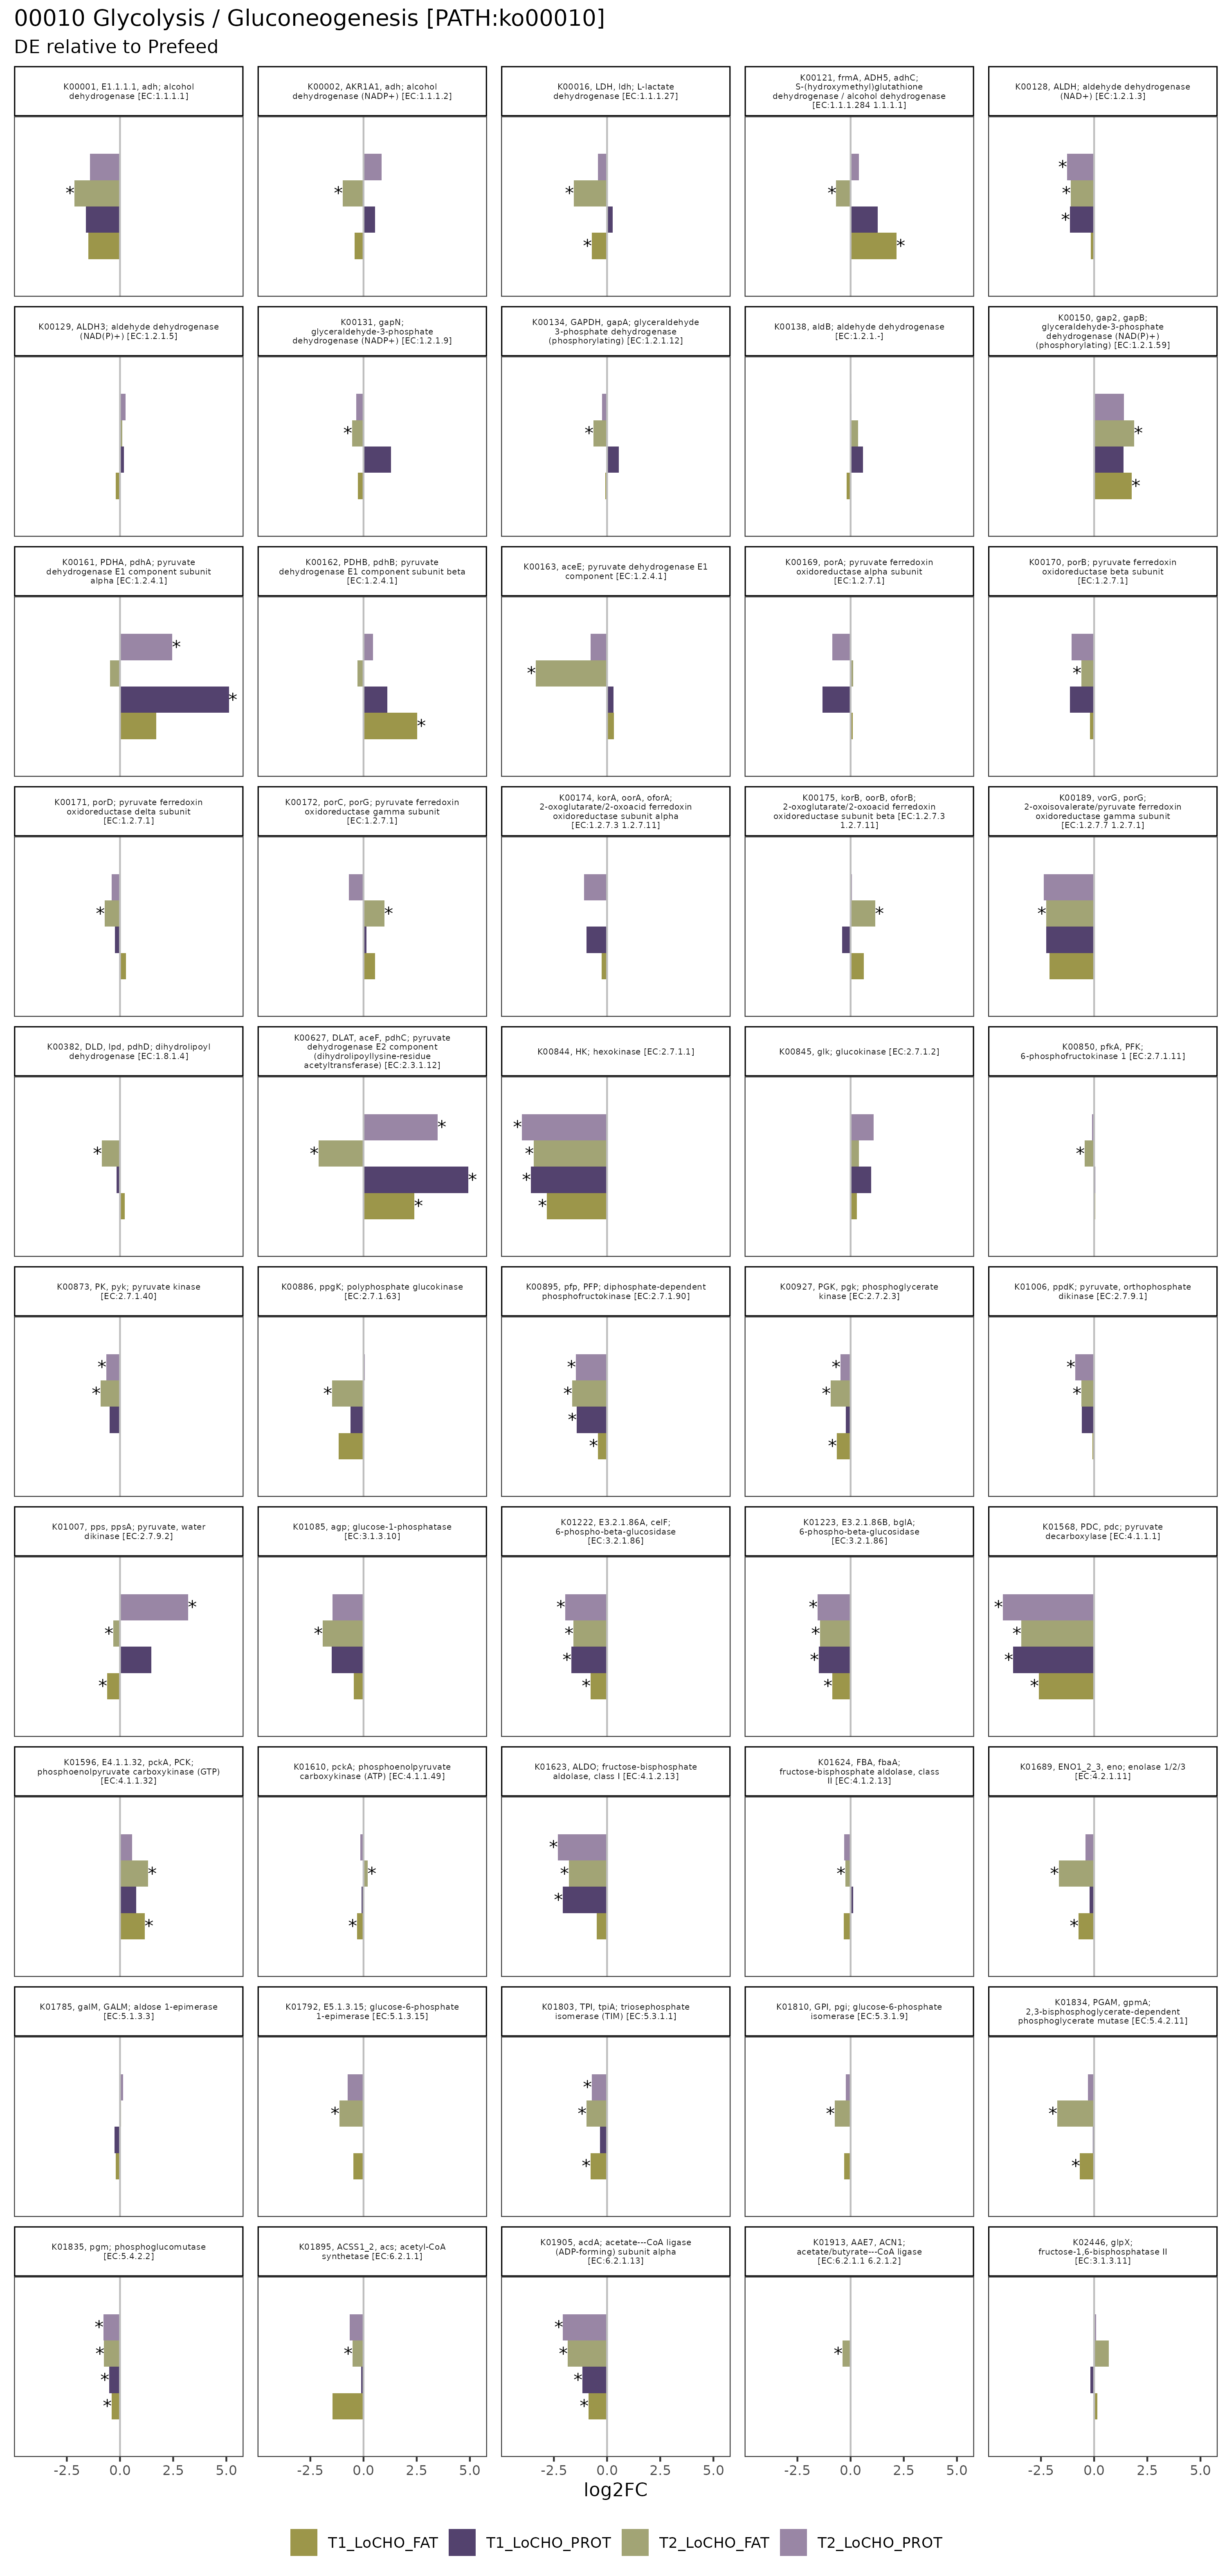 00010 Glycolysis / Gluconeogenesis [PATH:ko00010]
DE relative to Prefeed
K00001, E1.1.1.1, adh; alcohol
dehydrogenase [EC:1.1.1.1]
K00002, AKR1A1, adh; alcohol
dehydrogenase (NADP+) [EC:1.1.1.2]
K00016, LDH, ldh; L-lactate
dehydrogenase [EC:1.1.1.27]
K00121, frmA, ADH5, adhC;
S-(hydroxymethyl)glutathione
dehydrogenase / alcohol dehydrogenase
[EC:1.1.1.284 1.1.1.1]
K00128, ALDH; aldehyde dehydrogenase
(NAD+) [EC:1.2.1.3]
* * * * * * * * *
K00129, ALDH3; aldehyde dehydrogenase
(NAD(P)+) [EC:1.2.1.5]
K00131, gapN;
glyceraldehyde-3-phosphate
dehydrogenase (NADP+) [EC:1.2.1.9]
K00134, GAPDH, gapA; glyceraldehyde
3-phosphate dehydrogenase
(phosphorylating) [EC:1.2.1.12]
K00138, aldB; aldehyde dehydrogenase
[EC:1.2.1.-]
K00150, gap2, gapB;
glyceraldehyde-3-phosphate
dehydrogenase (NAD(P)+)
(phosphorylating) [EC:1.2.1.59]
* * * *
K00161, PDHA, pdhA; pyruvate
dehydrogenase E1 component subunit
alpha [EC:1.2.4.1]
K00162, PDHB, pdhB; pyruvate
dehydrogenase E1 component subunit beta
[EC:1.2.4.1]
K00163, aceE; pyruvate dehydrogenase E1
component [EC:1.2.4.1]
K00169, porA; pyruvate ferredoxin
oxidoreductase alpha subunit
[EC:1.2.7.1]
K00170, porB; pyruvate ferredoxin
oxidoreductase beta subunit
[EC:1.2.7.1]
* * * * *
K00171, porD; pyruvate ferredoxin
oxidoreductase delta subunit
[EC:1.2.7.1]
K00172, porC, porG; pyruvate ferredoxin
oxidoreductase gamma subunit
[EC:1.2.7.1]
K00174, korA, oorA, oforA;
2-oxoglutarate/2-oxoacid ferredoxin
oxidoreductase subunit alpha
[EC:1.2.7.3 1.2.7.11]
K00175, korB, oorB, oforB;
2-oxoglutarate/2-oxoacid ferredoxin
oxidoreductase subunit beta [EC:1.2.7.3
1.2.7.11]
K00189, vorG, porG;
2-oxoisovalerate/pyruvate ferredoxin
oxidoreductase gamma subunit
[EC:1.2.7.7 1.2.7.1]
* * * *
K00382, DLD, lpd, pdhD; dihydrolipoyl
dehydrogenase [EC:1.8.1.4]
K00627, DLAT, aceF, pdhC; pyruvate
dehydrogenase E2 component
(dihydrolipoyllysine-residue
acetyltransferase) [EC:2.3.1.12]
K00844, HK; hexokinase [EC:2.7.1.1]
K00845, glk; glucokinase [EC:2.7.1.2]
K00850, pfkA, PFK;
6-phosphofructokinase 1 [EC:2.7.1.11]
* * * * * * * * * *
K00873, PK, pyk; pyruvate kinase
[EC:2.7.1.40]
K00886, ppgK; polyphosphate glucokinase
[EC:2.7.1.63]
K00895, pfp, PFP; diphosphate-dependent
phosphofructokinase [EC:2.7.1.90]
K00927, PGK, pgk; phosphoglycerate
kinase [EC:2.7.2.3]
K01006, ppdK; pyruvate, orthophosphate
dikinase [EC:2.7.9.1]
* * * * * * * * * * * *
K01007, pps, ppsA; pyruvate, water
dikinase [EC:2.7.9.2]
K01085, agp; glucose-1-phosphatase
[EC:3.1.3.10]
K01222, E3.2.1.86A, celF;
6-phospho-beta-glucosidase
[EC:3.2.1.86]
K01223, E3.2.1.86B, bglA;
6-phospho-beta-glucosidase
[EC:3.2.1.86]
K01568, PDC, pdc; pyruvate
decarboxylase [EC:4.1.1.1]
* * * * * * * * * * * * * * * *
K01596, E4.1.1.32, pckA, PCK;
phosphoenolpyruvate carboxykinase (GTP)
[EC:4.1.1.32]
K01610, pckA; phosphoenolpyruvate
carboxykinase (ATP) [EC:4.1.1.49]
K01623, ALDO; fructose-bisphosphate
aldolase, class I [EC:4.1.2.13]
K01624, FBA, fbaA;
fructose-bisphosphate aldolase, class
II [EC:4.1.2.13]
K01689, ENO1_2_3, eno; enolase 1/2/3
[EC:4.2.1.11]
* * * * * * * * * *
K01785, galM, GALM; aldose 1-epimerase
[EC:5.1.3.3]
K01792, E5.1.3.15; glucose-6-phosphate
1-epimerase [EC:5.1.3.15]
K01803, TPI, tpiA; triosephosphate
isomerase (TIM) [EC:5.3.1.1]
K01810, GPI, pgi; glucose-6-phosphate
isomerase [EC:5.3.1.9]
K01834, PGAM, gpmA;
2,3-bisphosphoglycerate-dependent
phosphoglycerate mutase [EC:5.4.2.11]
* * * * * * *
K01835, pgm; phosphoglucomutase
[EC:5.4.2.2]
K01895, ACSS1_2, acs; acetyl-CoA
synthetase [EC:6.2.1.1]
K01905, acdA; acetate---CoA ligase
(ADP-forming) subunit alpha
[EC:6.2.1.13]
K01913, AAE7, ACN1;
acetate/butyrate---CoA ligase
[EC:6.2.1.1 6.2.1.2]
K02446, glpX;
fructose-1,6-bisphosphatase II
[EC:3.1.3.11]
* * * * * * * * * *
-2.5 0.0 2.5 5.0 -2.5 0.0 2.5 5.0 -2.5 0.0 2.5 5.0 -2.5 0.0 2.5 5.0 -2.5 0.0 2.5 5.0
log2FC
T1_LoCHO_FAT T1_LoCHO_PROT T2_LoCHO_FAT T2_LoCHO_PROT